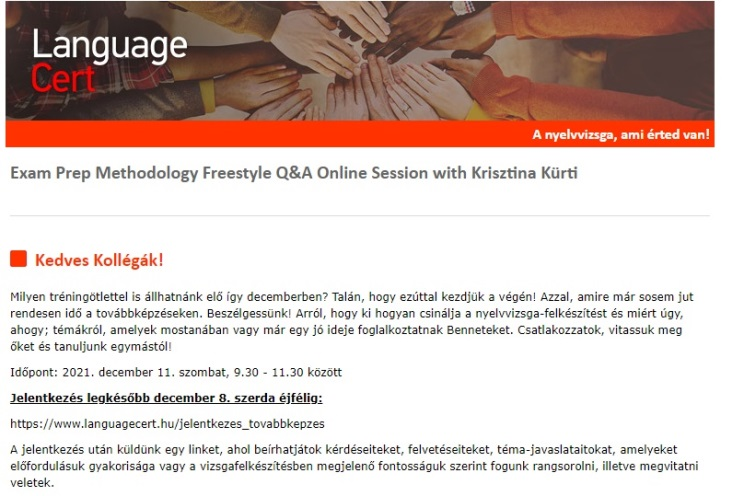 Language
Cert
A nyelvvizsga, ami érted van!
Exam Prep Methodology Freestyle Q&A Online Session with Krisztina Kürti
Kedves Kollégák!
Milyen tréningötlettel is állhatnánk elő így decemberben? Talán, hogy ezúttal kezdjük a végén! Azzal, amire már sosem jut
rendesen idő a továbbképzéseken. Beszélgessünk! Arról, hogy ki hogyan csinálja a nyelvvizsga-felkészítést és miért úgy,
ahogy; témákról, amelyek mostanában vagy már egy jó ideje foglalkoztatnak Benneteket. Csatlakozzatok, vitassuk meg
őket és tanuljunk egymástól!
Időpont: 2021. december 11. szombat, 9.30 - 11.30 között
Jelentkezés legkésőbb december 8. szerda éjfélig:
https://www.languagecert.hu/jelentkezes_tovabbkepzes
A jelentkezés után küldünk egy linket, ahol beírhatjátok kérdéseiteket, felvetéseiteket, téma-javaslataitokat, amelyeket
előfordulásuk gyakorisága vagy a vizsgafelkészítésben megjelenő fontosságuk szerint fogunk rangsorolni, illetve megvitatni
veletek.